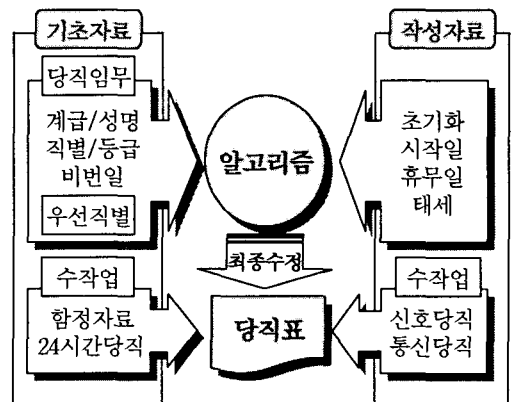 기초자료
당직임무
계급/성명
직별/등급
비번일
우선직별
수작업
함정자료
24시간당직
알고리즘
최종수정
당직표
작성자료
초기화
시작일
휴무일
태세
수작업
신호당직
통신당직